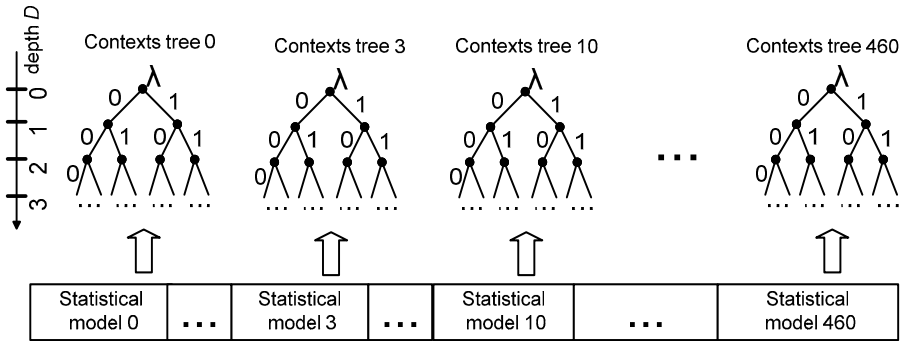 depth D
0
1
2
3
Contexts tree 0
λ
0 1
0 1 0 1
0
... ... ... ...
Contexts tree 3
λ
0 1
0 1 0 1
0
... ... ... ...
Contexts tree 10
λ
0 1
0 1 0 1
0
... ... ... ...
...
Contexts tree 460
λ
0 1
0 1 0 1
0
... ... ... ...
Statistical
model 0
...
Statistical
model 3
...
Statistical
model 10
...
Statistical
model 460